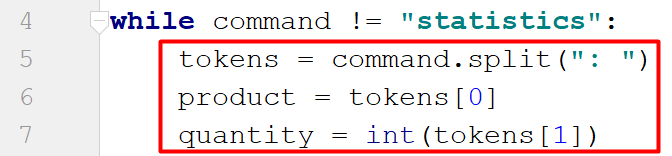 4 while command != "statistics":
5 tokens = command.split(": ")
6 product = tokens[0]
7 quantity = int(tokens[1])